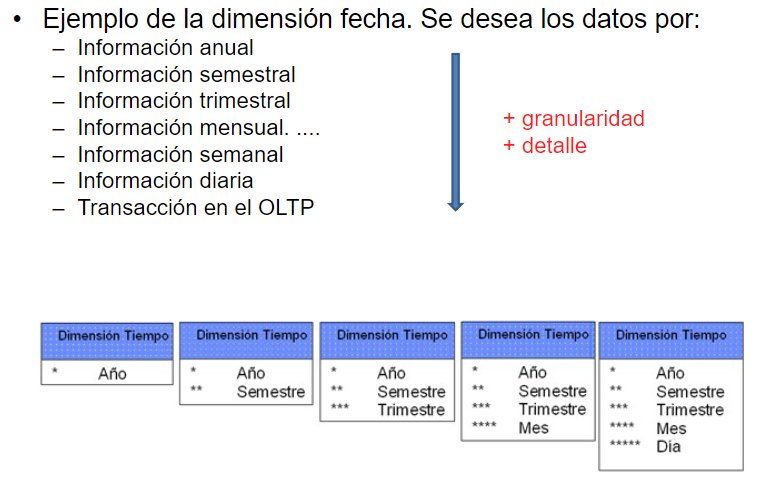 • Ejemplo de la dimensión fecha. Se desea los datos por:
– Información anual
– Información semestral
– Información trimestral
– Información mensual. ....
– Información semanal
– Información diaria
– Transacción en el OLTP
+ granularidad
+ detalle
Dimensión Tiempo
* Año
Dimensión Tiempo
* Año
** Semestre
Dimensión Tiempo
* Año
** Semestre
*** Trimestre
Dimensión Tiempo
* Año
** Semestre
*** Trimestre
**** Mes
Dimensión Tiempo
* Año
** Semestre
*** Trimestre
**** Mes
***** Día